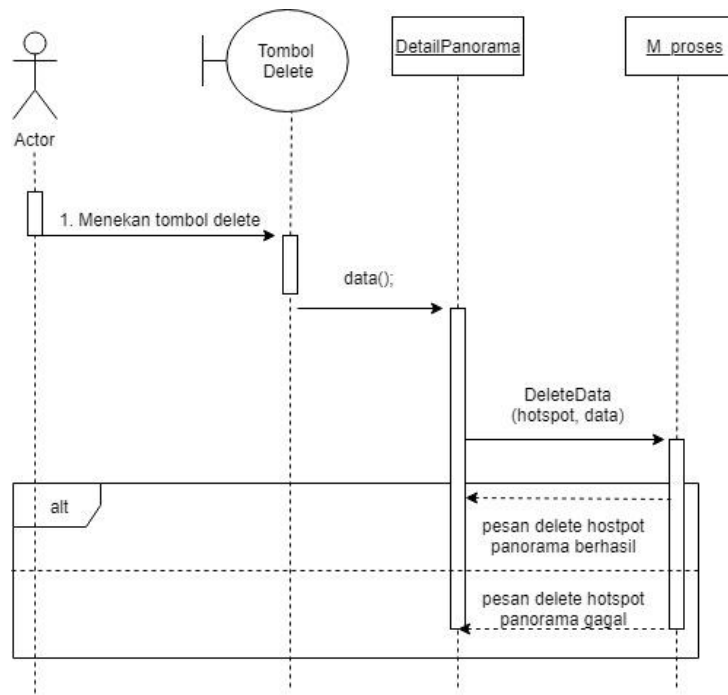 Actor
Tombol
Delete
DetailPanorama
M_proses
1. Menekan tombol delete
data();
DeleteData
(hotspot, data)
alt
pesan delete hostpot
panorama berhasil
pesan delete hotspot
panorama gagal